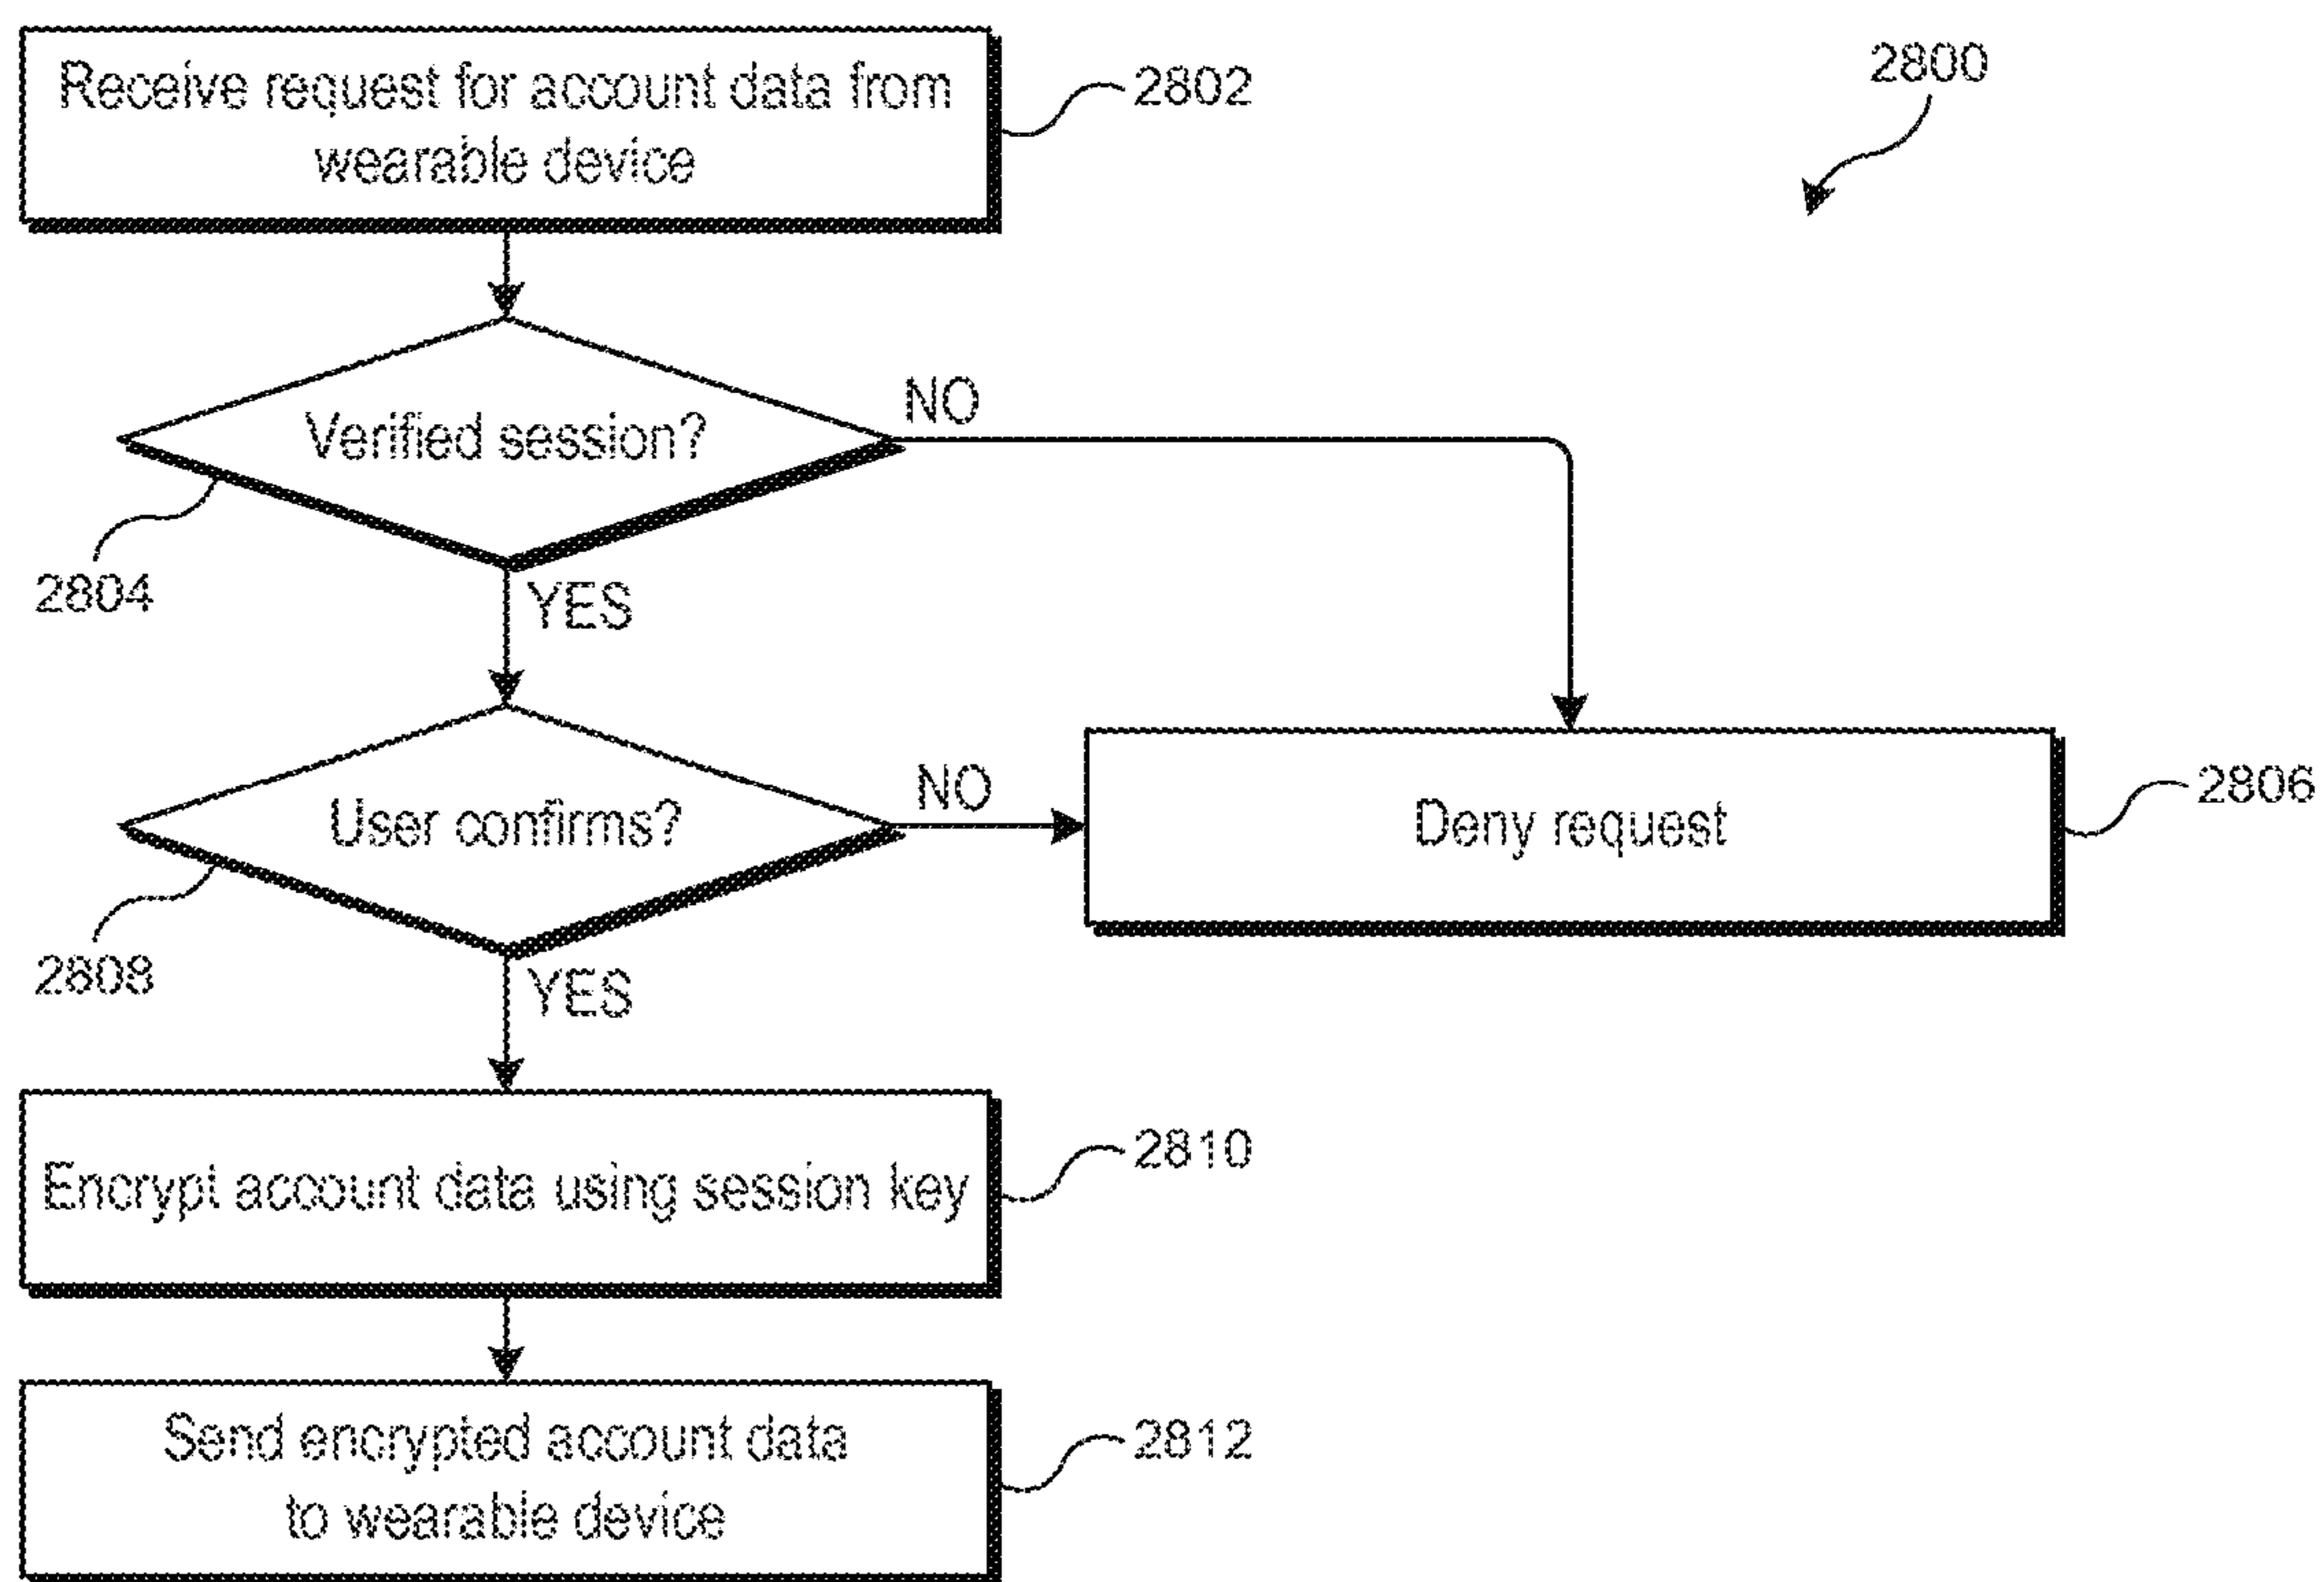 Receive request for account data from
wearable device
2802
2800
Verified session?
NO
2804
YES
User confirms?
NO
Deny request
2806
2808
YES
Encrypt account data using session key
2810
Send encrypted account data
to wearable device
2812